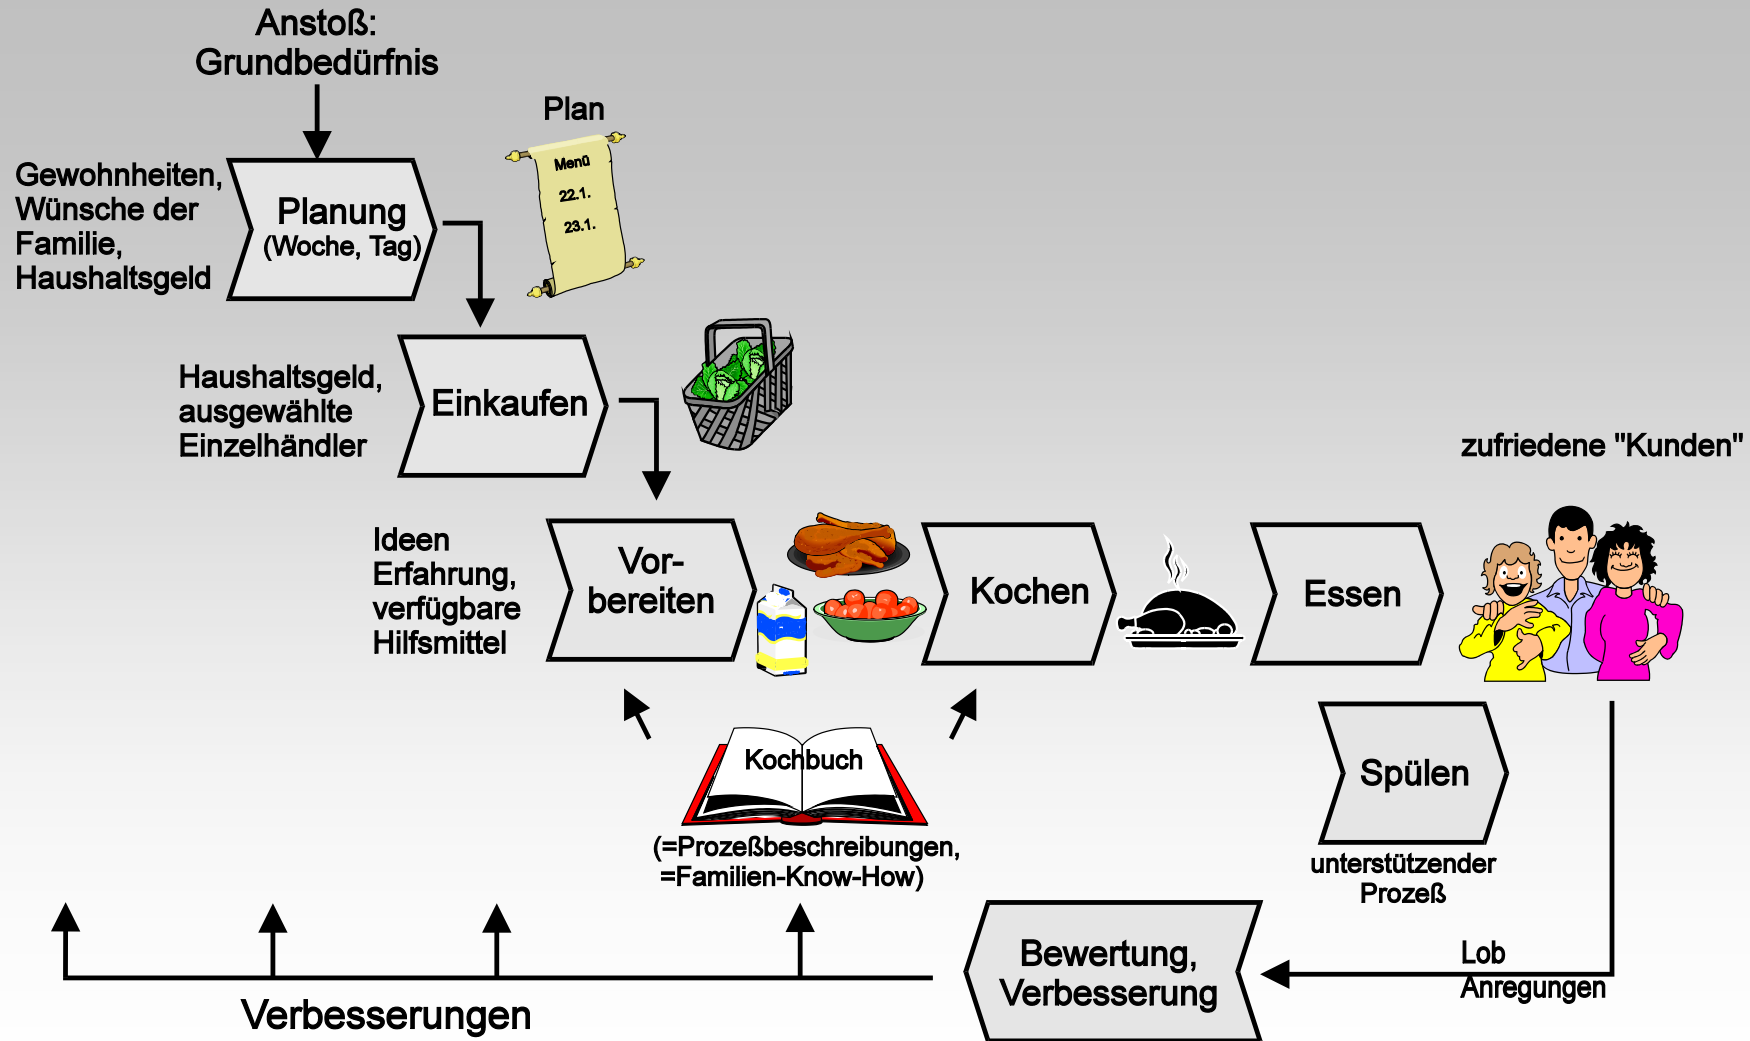 Anstoß:
Grundbedürfnis
Plan
Menü
22.1.
23.1.
Gewohnheiten,
Wünsche der
Familie,
Haushaltsgeld
Planung
(Woche, Tag)
Haushaltsgeld,
ausgewählte
Einzelhändler
Einkaufen
zufriedene "Kunden"
Ideen
Erfahrung,
verfügbare
Hilfsmittel
Vor-
bereiten
Kochen
Essen
Kochbuch
(=Prozeßbeschreibungen,
=Familien-Know-How)
Spülen
unterstützender
Prozeß
Lob
Anregungen
Bewertung,
Verbesserung
Verbesserungen